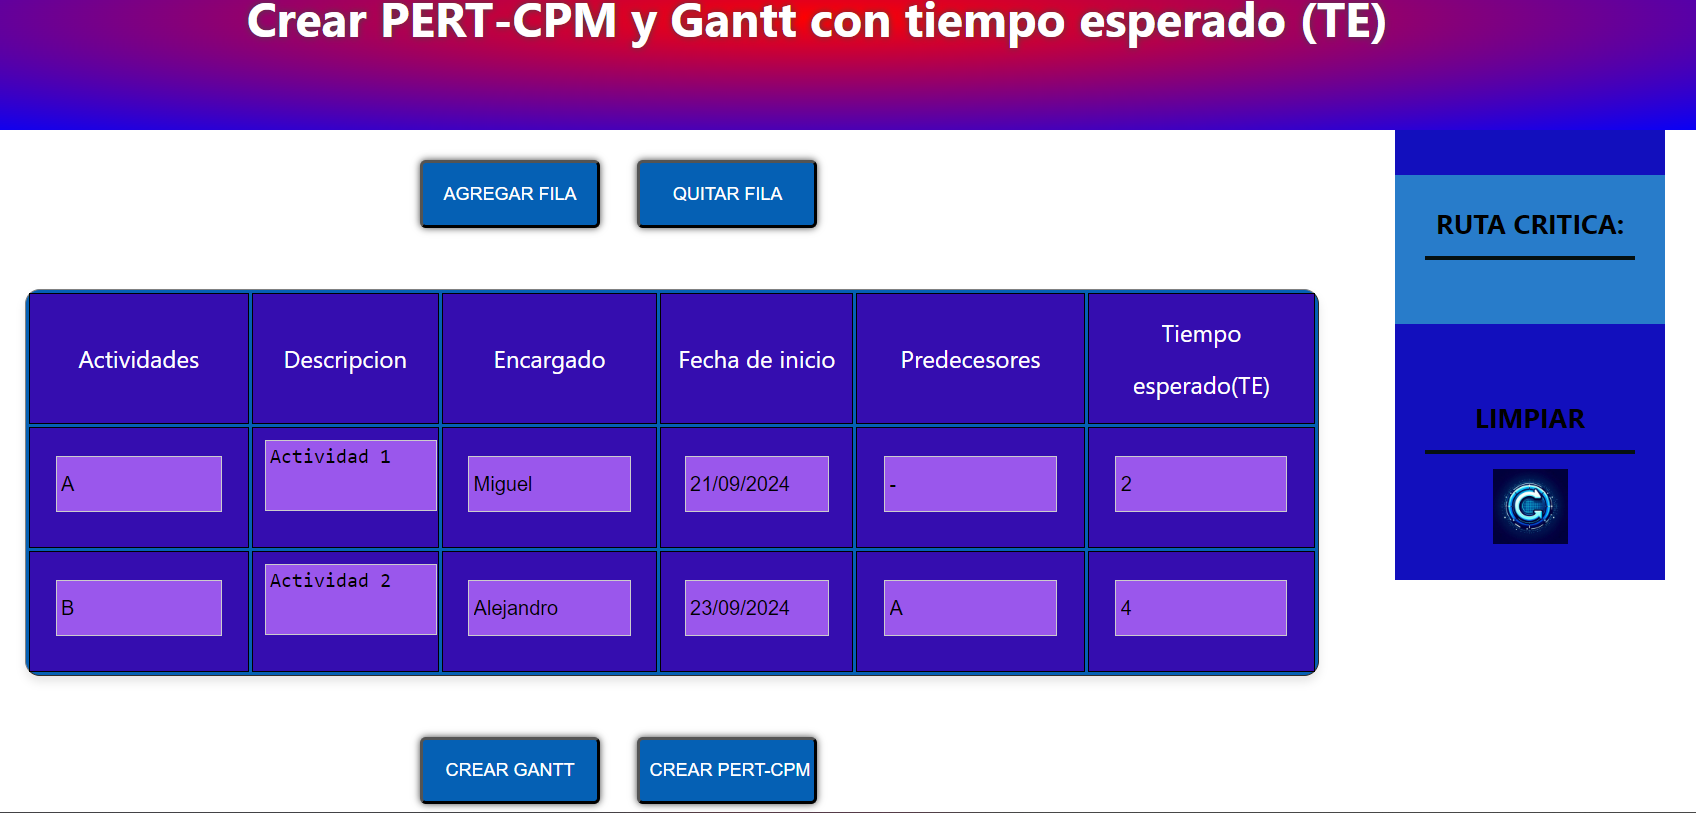 Crear PERT-CPM y Gantt con tiempo esperado (TE)
AGREGAR FILA
QUITAR FILA
RUTA CRITICA:
Actividades
Descripcion
Encargado
Fecha de inicio
Predecesores
Tiempo
esperado(TE)
A
Actividad 1
Miguel
21/09/2024
-
2
B
Actividad 2
Alejandro
23/09/2024
A
4
LIMPIAR
CREAR GANTT
CREAR PERT-CPM